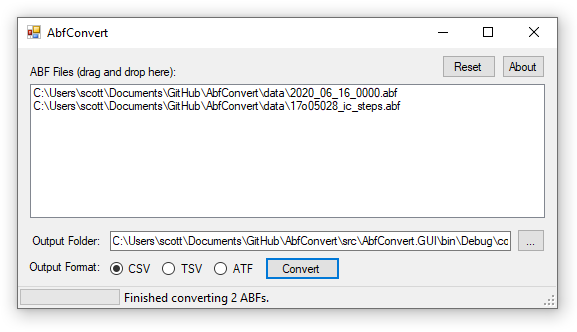 AbfConvert
Reset About
ABF Files (drag and drop here):
C:\Users\scott\Documents\GitHub\AbfConvert\data\2020_06_16_0000.abf
C:\Users\scott\Documents\GitHub\AbfConvert\data\17o05028_ic_steps.abf
Output Folder: C:\Users\scott\Documents\GitHub\AbfConvert\src\AbfConvert.GUI\bin\Debug\cc ...
Output Format: CSV TSV ATF Convert
Finished converting 2 ABFs.